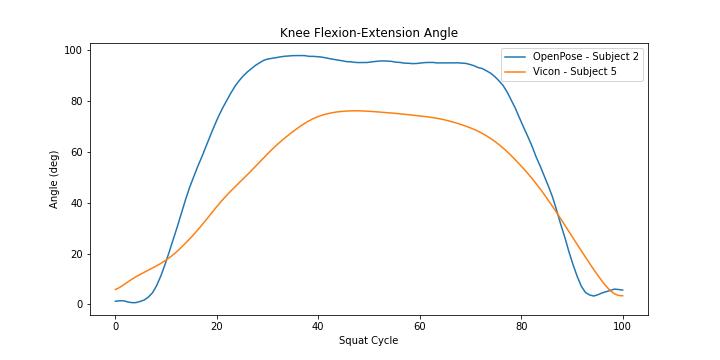 Knee Flexion-Extension Angle
OpenPose - Subject 2
Vicon - Subject 5
100
80
60
40
20
0
Angle (deg)
0 20 40 60 80 100
Squat Cycle